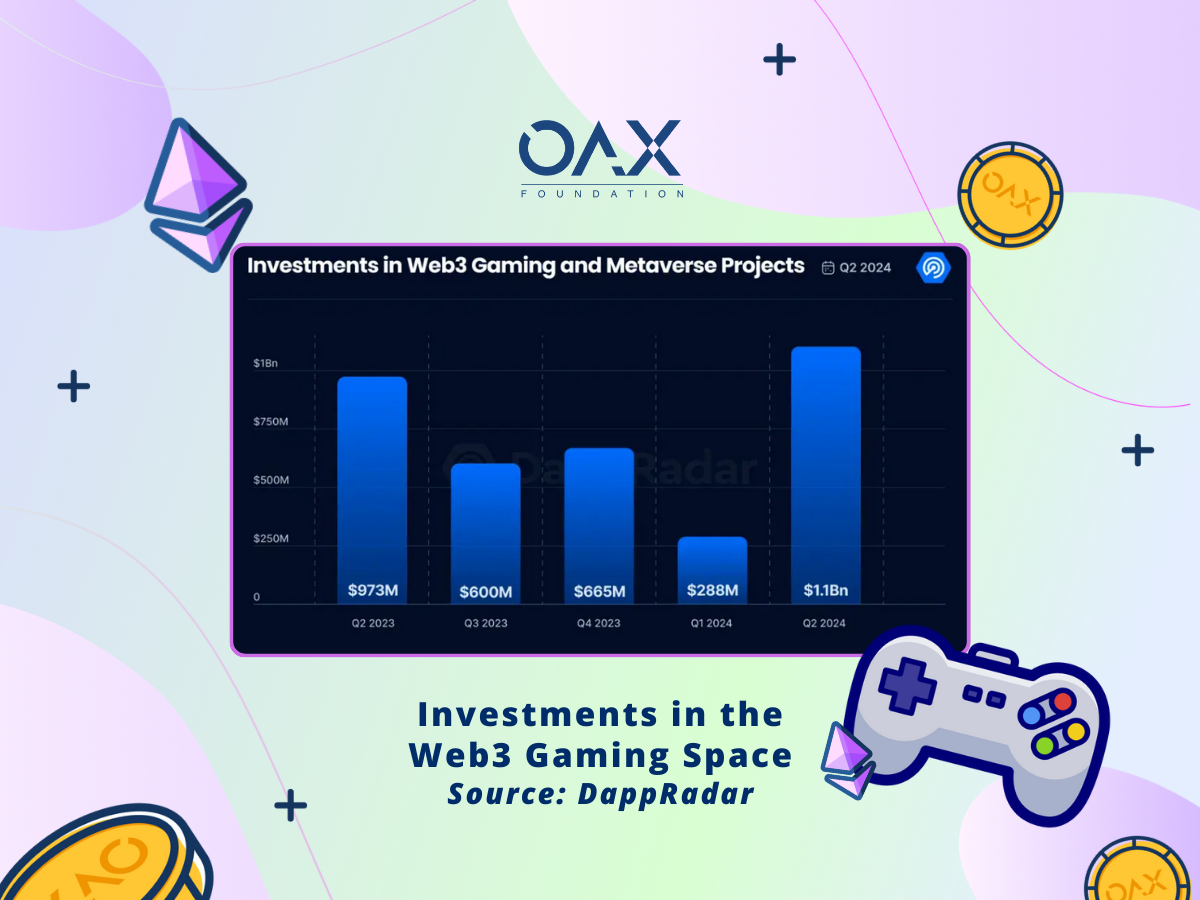 OAX
FOUNDATION
OAX
Investments in Web3 Gaming and Metaverse Projects
Q2 2024
$1Bn
$750M
$500M
$250M
0
DappRadar
$973M
$600M
$665M
$288M
$1.1Bn
Q2 2023
Q3 2023
Q4 2023
Q1 2024
Q2 2024
Investments in the
Web3 Gaming Space
Source: DappRadar
OAX
OAX